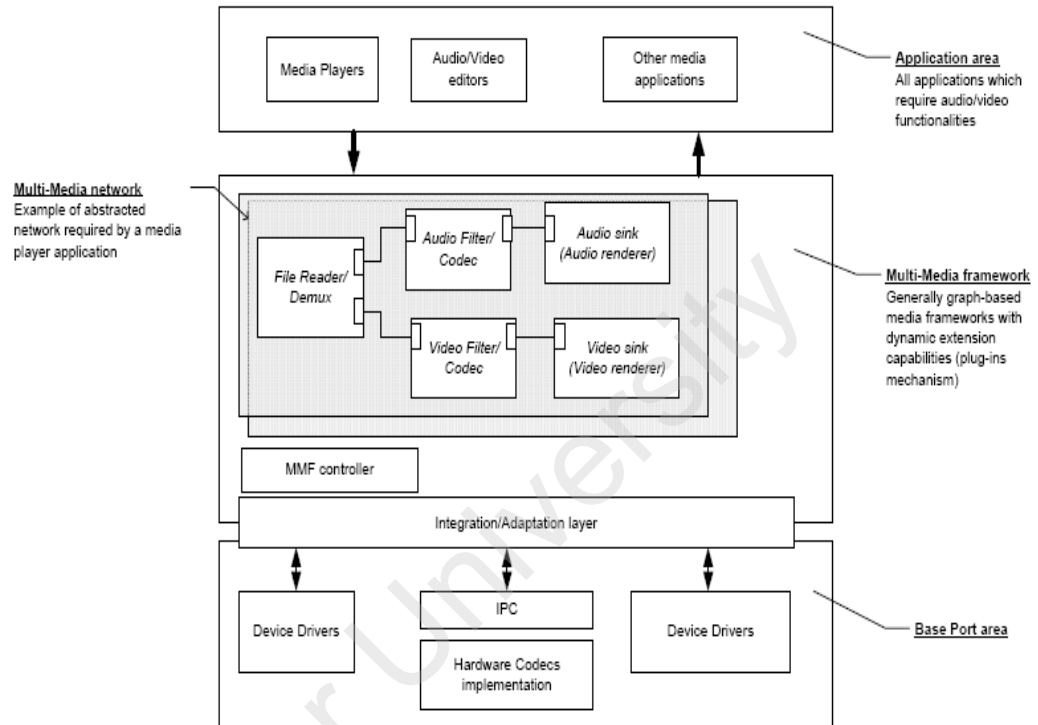 Media Players
Audio/Video
editors
Other media
applications
Application area
All applications which
require audio/video
functionalities
Multi-Media network
Example of abstracted
network required by a media
player application
File Reader/
Demux
Audio Filter/
Codec
Audio sink
(Audio renderer)
Video Filter/
Codec
Video sink
(Video renderer)
Multi-Media framework
Generally graph-based
media frameworks with
dynamic extension
capabilities (plug-ins
mechanism)
MMF controller
Integration/Adaptation layer
Device Drivers
IPC
Hardware Codecs
implementation
Device Drivers
Base Port area
r University